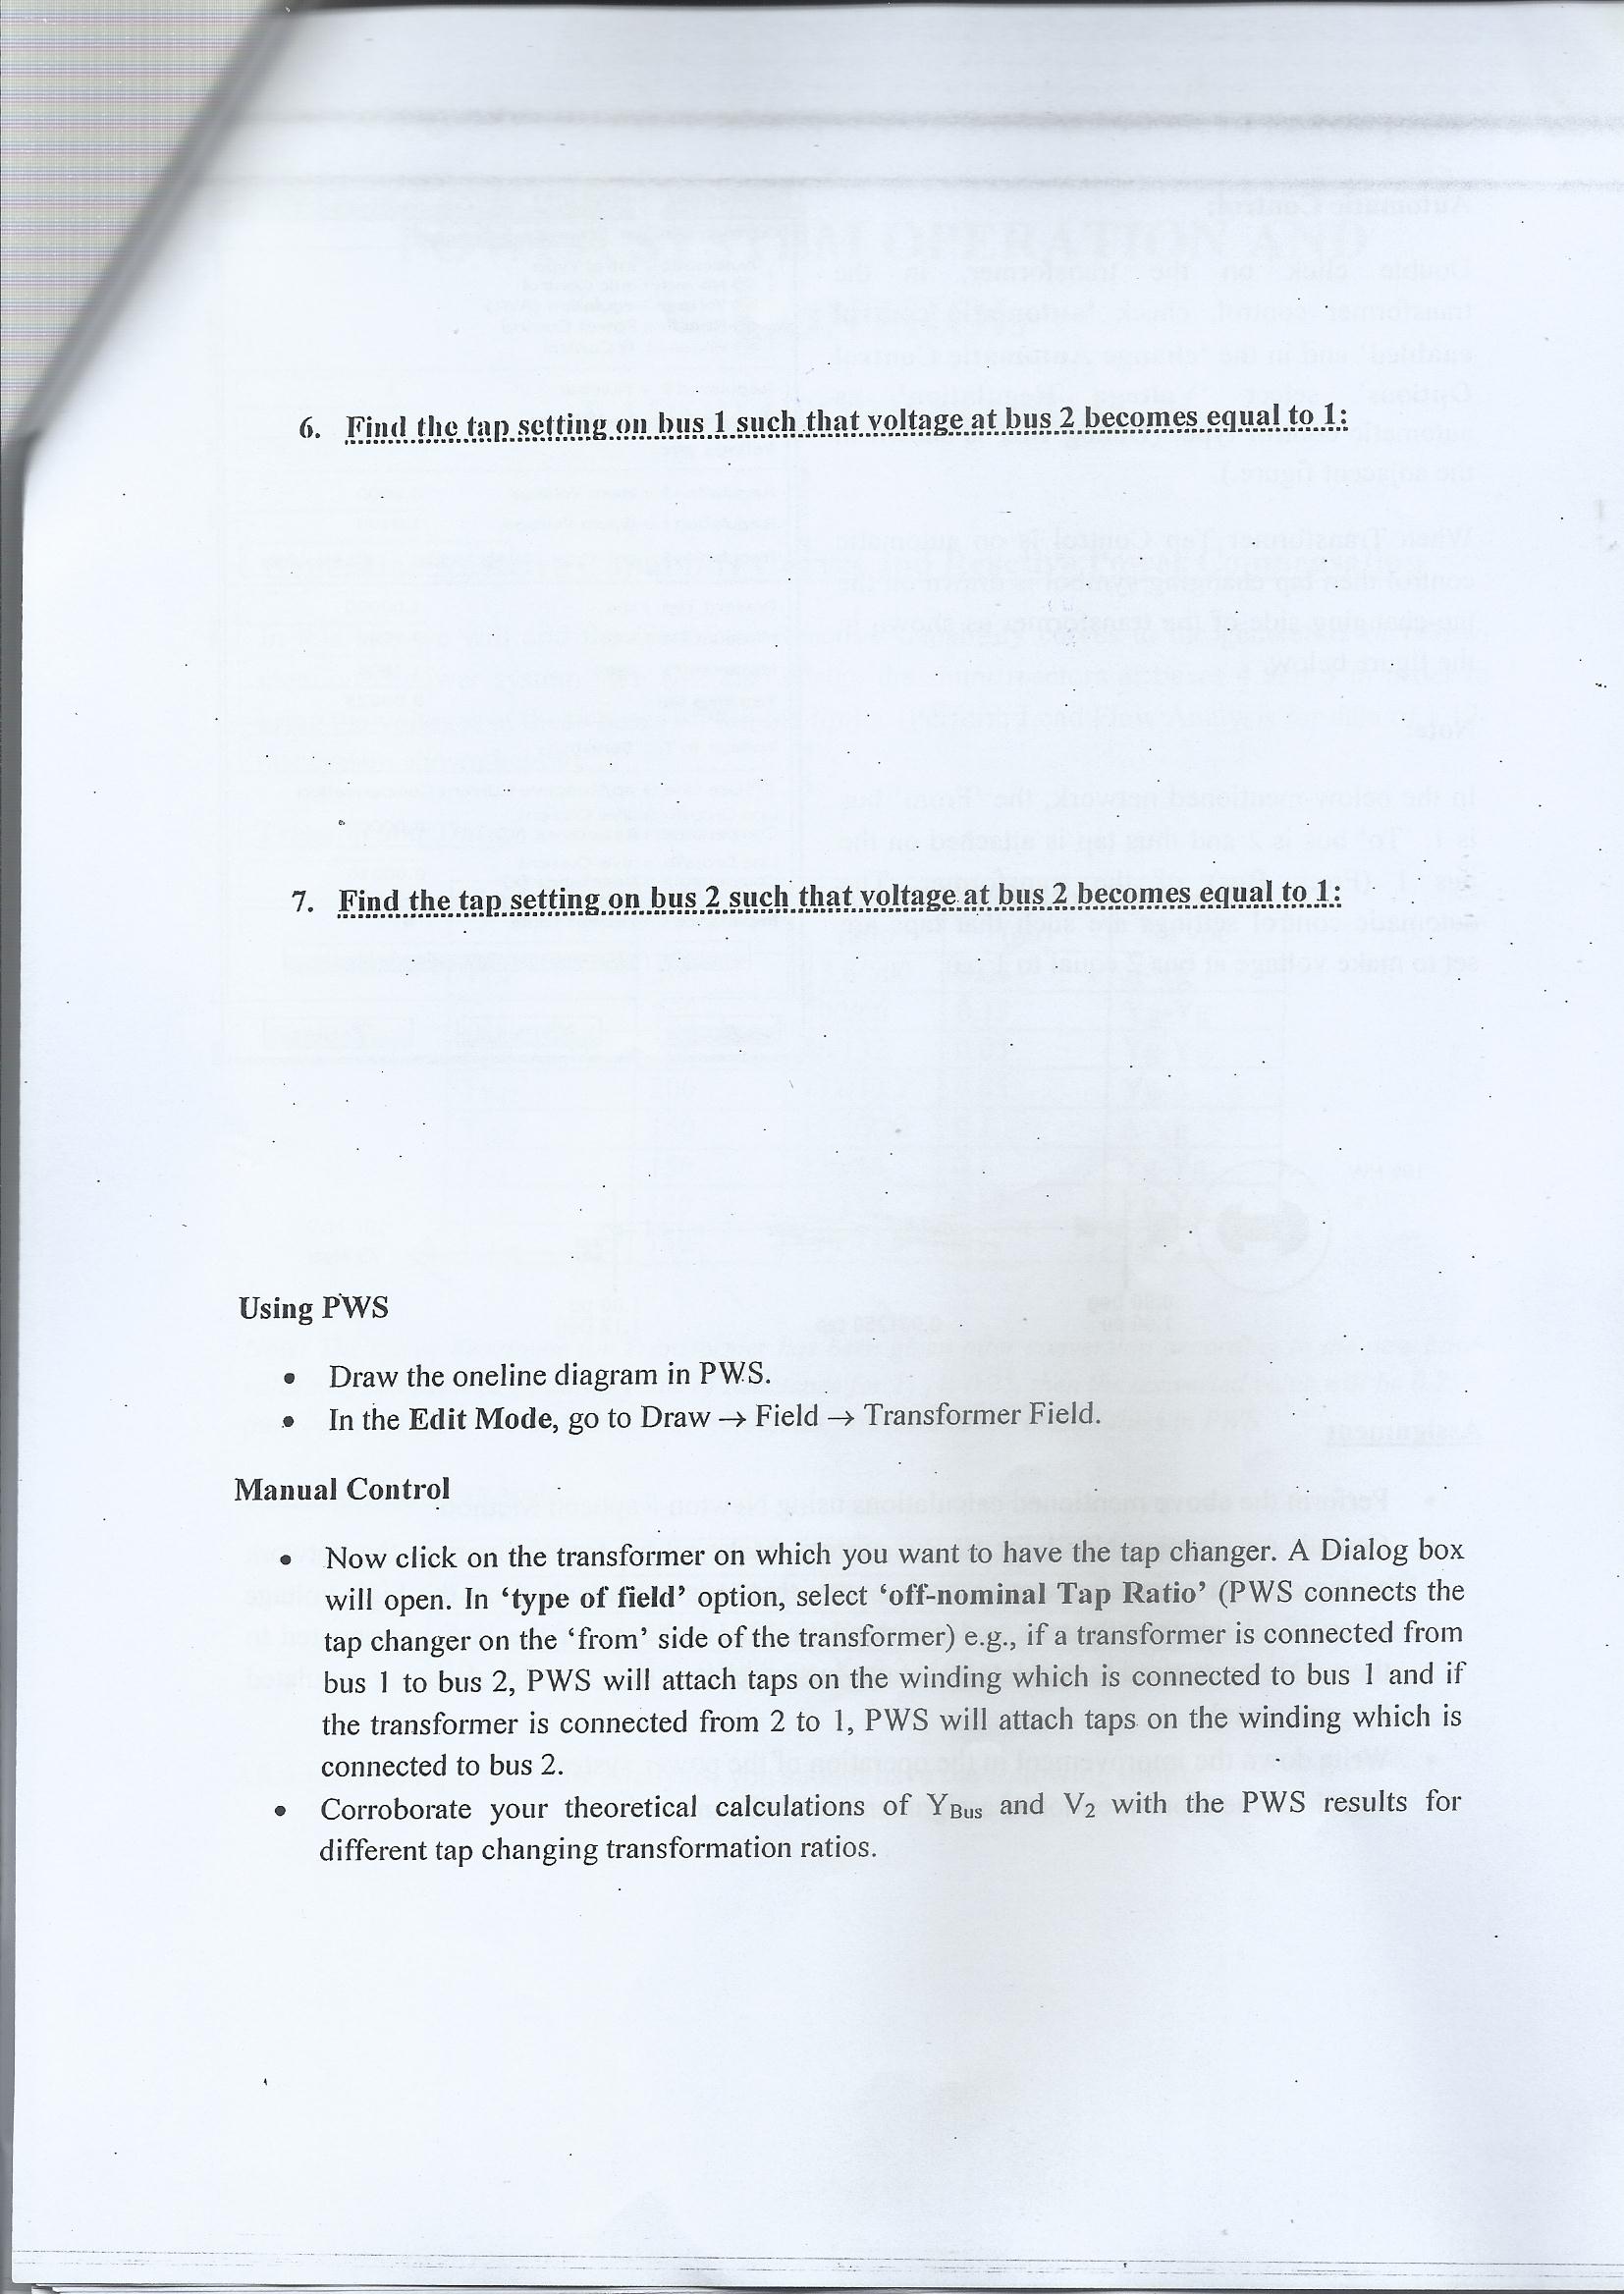 6. Find the tap setting on bus 1 such that voltage at bus 2 becomes equal to 1:
7. Find the tap setting on bus 2 such that voltage at bus 2 becomes equal to 1:
Using PWS
• Draw the oneline diagram in PWS.
• In the Edit Mode, go to Draw → Field → Transformer Field.
Manual Control
• Now click on the transformer on which you want to have the tap changer. A Dialog box
will open. In ‘type of field’ option, select ‘off-nominal Tap Ratio’ (PWS connects the
tap changer on the ‘from’ side of the transformer) e.g., if a transformer is connected from
bus 1 to bus 2, PWS will attach taps on the winding which is connected to bus 1 and if
the transformer is connected from 2 to 1, PWS will attach taps on the winding which is
connected to bus 2.
• Corroborate your theoretical calculations of YBus and V2 with the PWS results for
different tap changing transformation ratios.